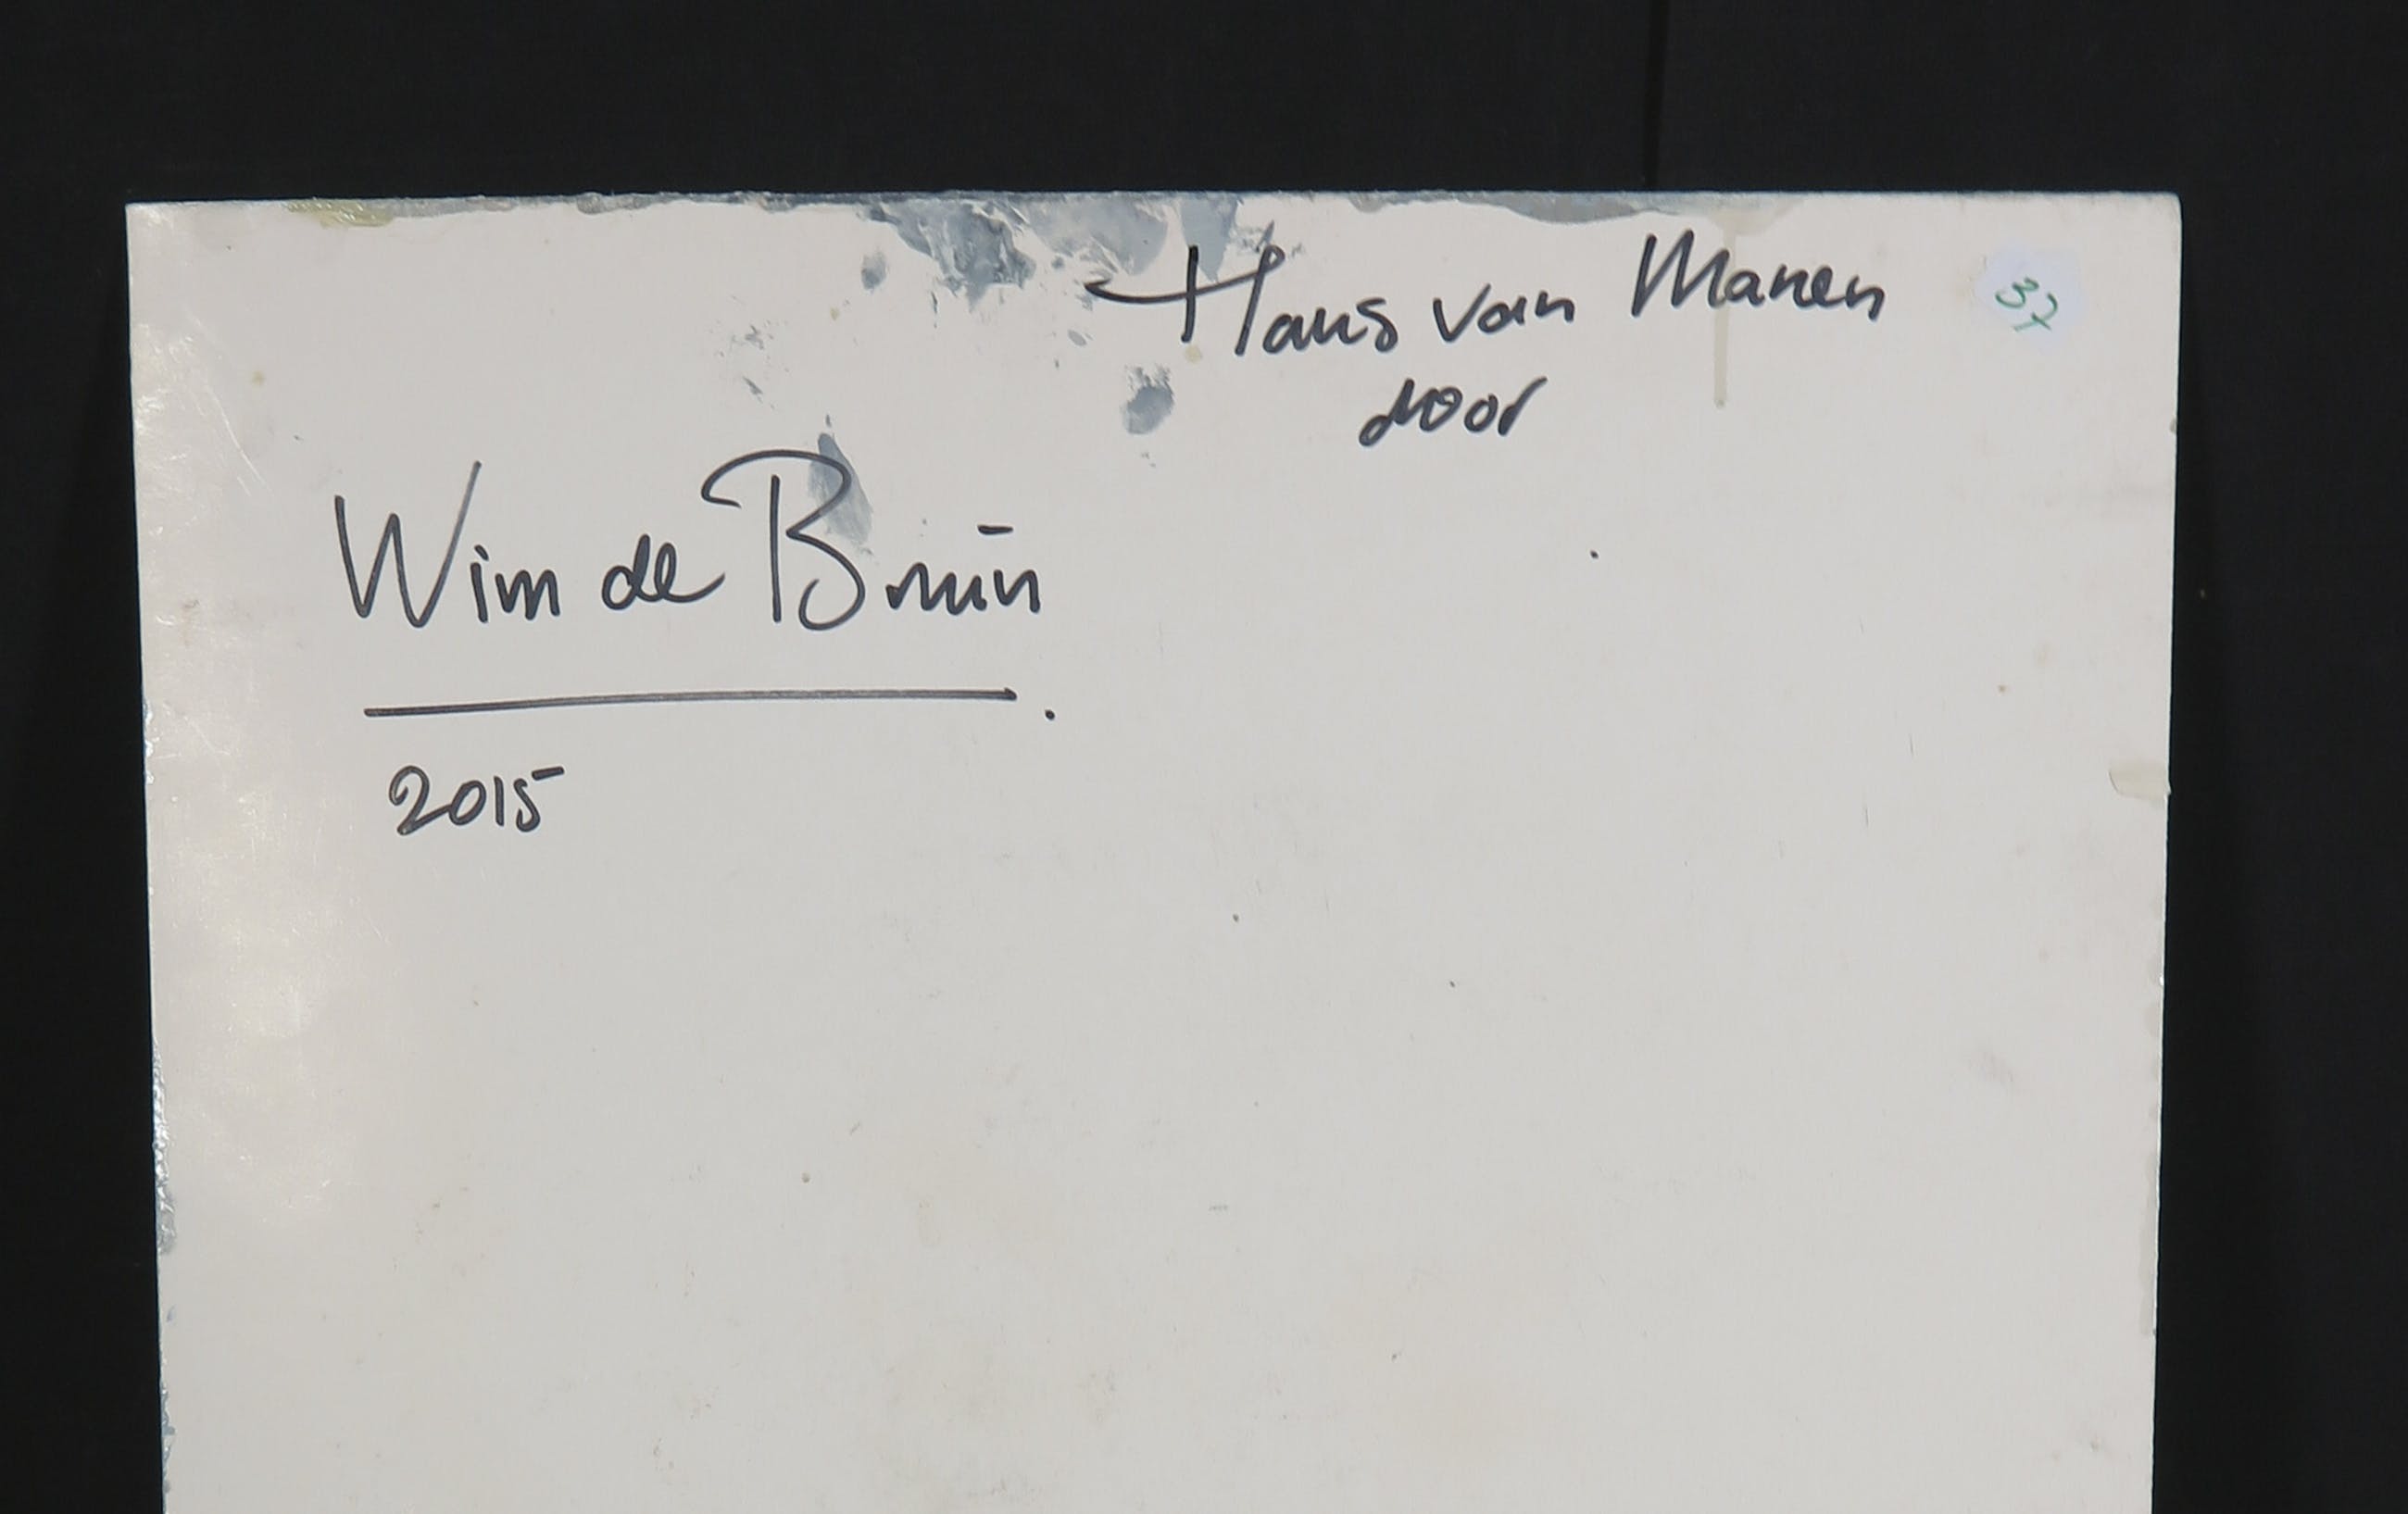 Hans van Manen
37
door
Wim de Bruin
2015